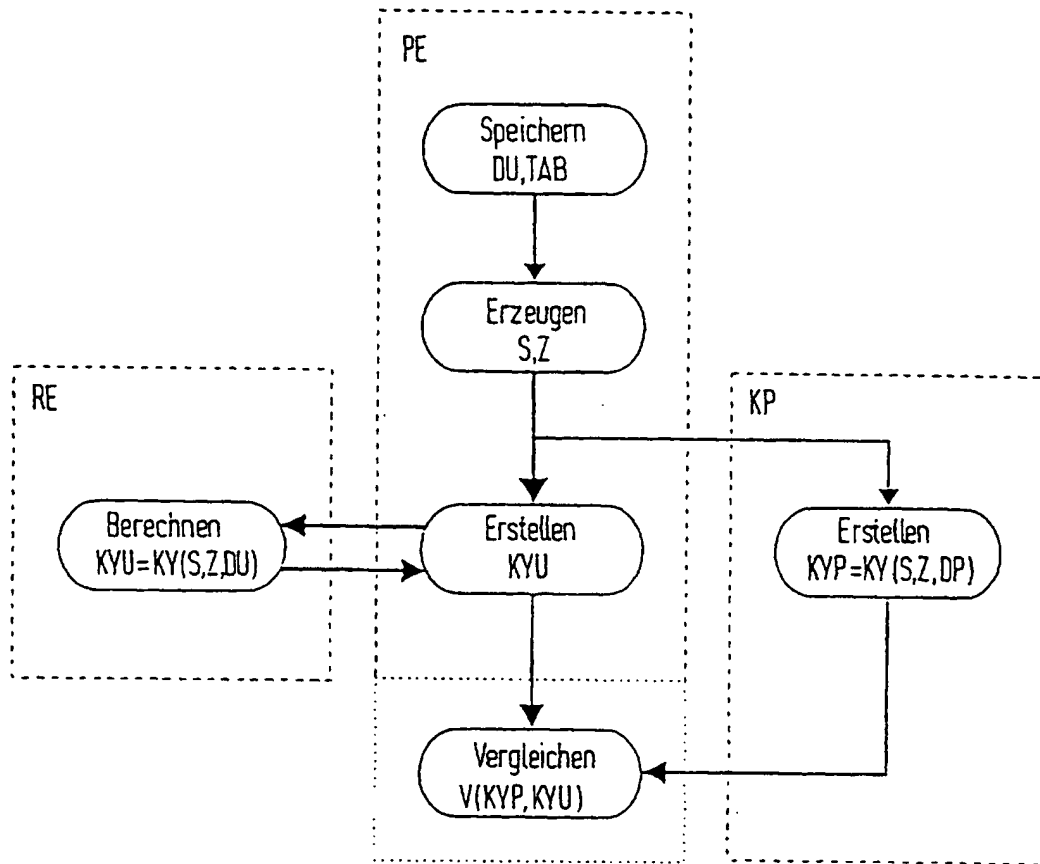 PE
Speichern
DU,TAB
Erzeugen
S,Z
RE
KP
Berechnen
KYU=KY(S,Z,DU)
Erstellen
KYU
Erstellen
KYP=KY(S,Z,DP)
Vergleichen
V(KYP,KYU)